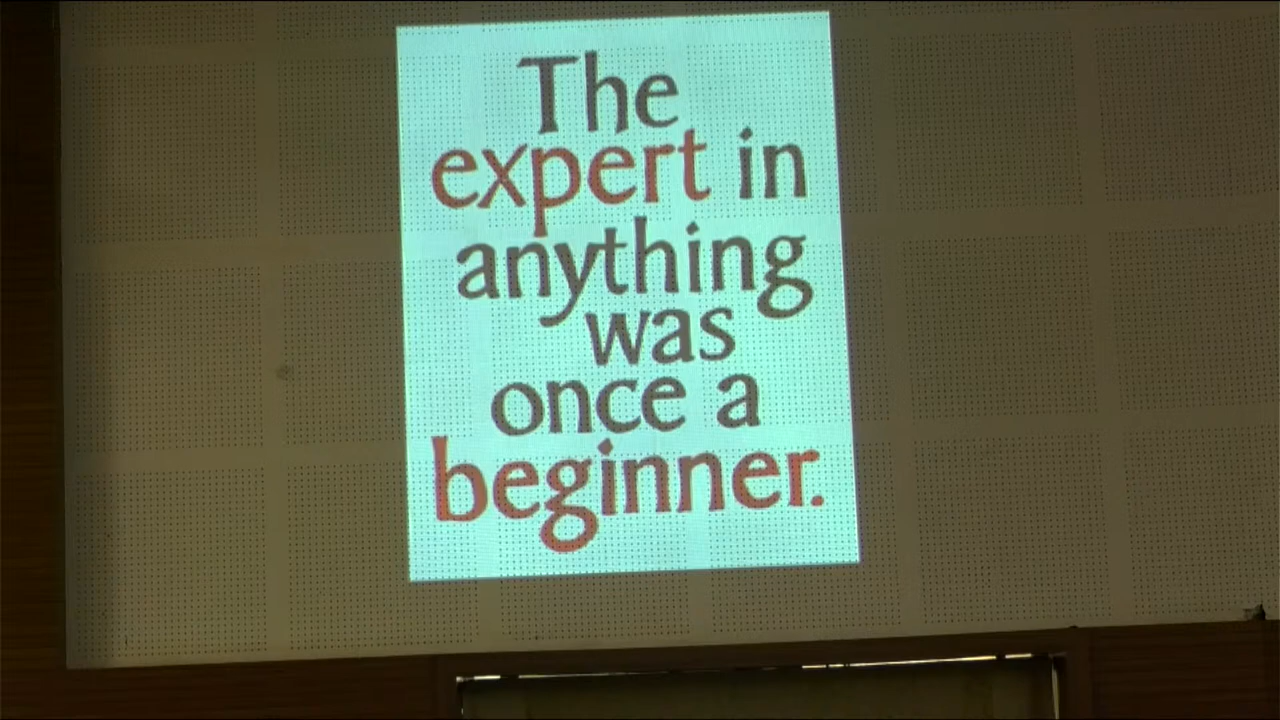 The
expert in
anything
was
once a
beginner.